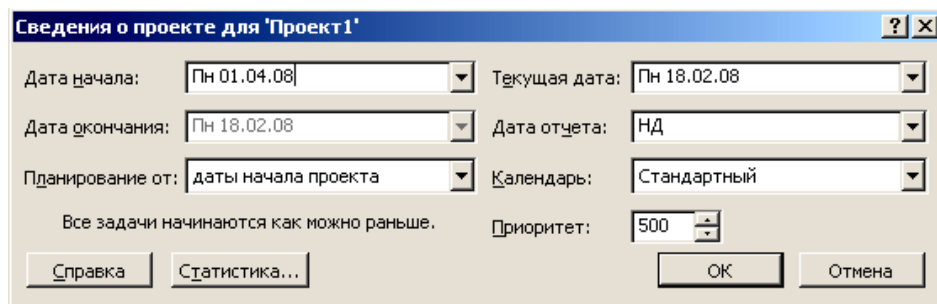 Сведения о проекте для 'Проект1'
Дата начала: Пн 01.04.08 Текущая дата: Пн 18.02.08
Дата окончания: Пн 18.02.08 Дата отчета: НД
Планирование от: даты начала проекта Календарь: Стандартный
Все задачи начинаются как можно раньше. Приоритет: 500
Справка Статистика... ОК Отмена